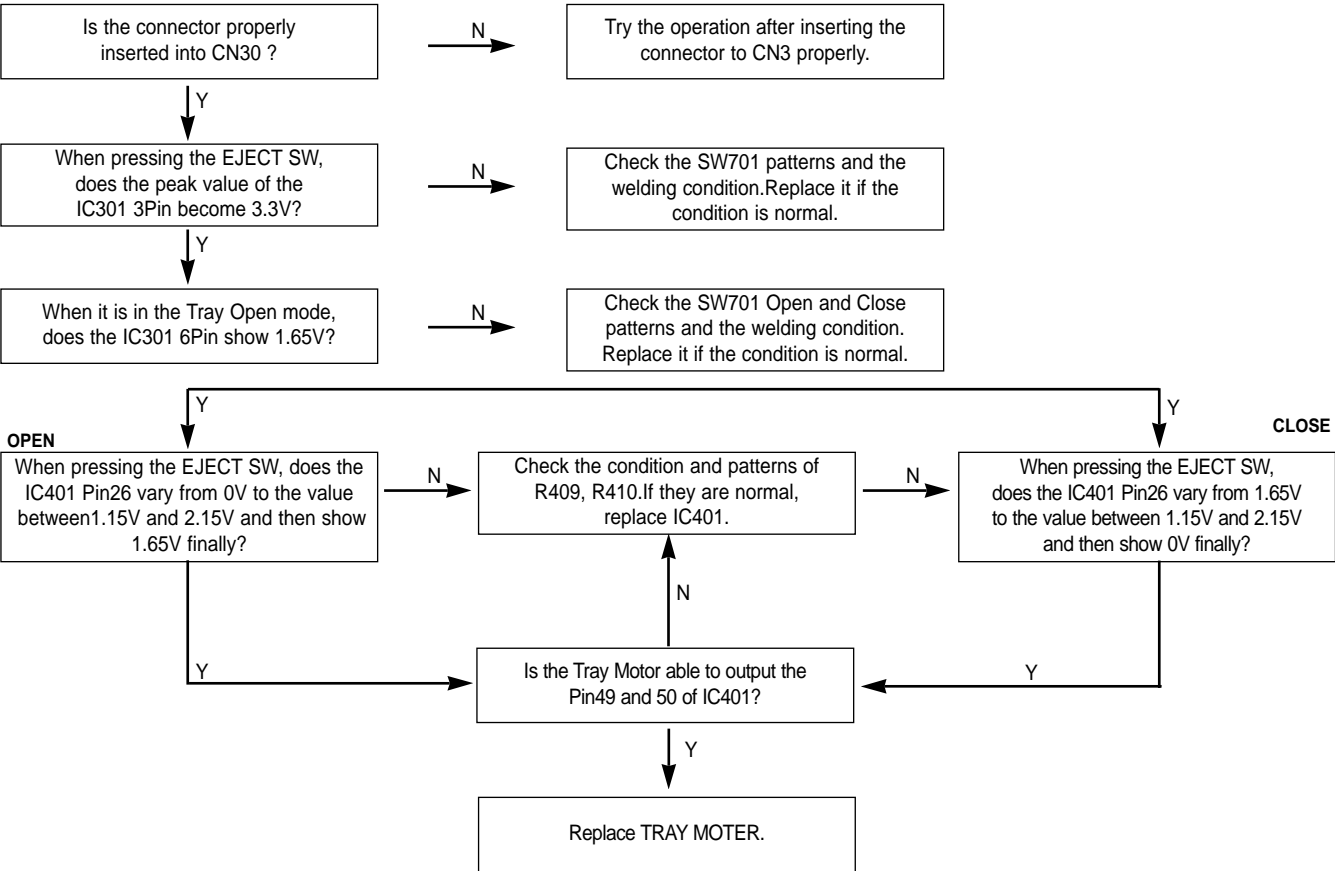 Is the connector properly
inserted into CN30 ?
N
Try the operation after inserting the
connector to CN3 properly.
Y
When pressing the EJECT SW,
does the peak value of the
IC301 3Pin become 3.3V?
N
Check the SW701 patterns and the
welding condition.Replace it if the
condition is normal.
Y
When it is in the Tray Open mode,
does the IC301 6Pin show 1.65V?
N
Check the SW701 Open and Close
patterns and the welding condition.
Replace it if the condition is normal.
Y
Y
OPEN
CLOSE
When pressing the EJECT SW, does the
IC401 Pin26 vary from 0V to the value
between1.15V and 2.15V and then show
1.65V finally?
N
Check the condition and patterns of
R409, R410.If they are normal,
replace IC401.
N
When pressing the EJECT SW,
does the IC401 Pin26 vary from 1.65V
to the value between 1.15V and 2.15V
and then show 0V finally?
N
Y
Is the Tray Motor able to output the
Pin49 and 50 of IC401?
Y
Y
Replace TRAY MOTER.